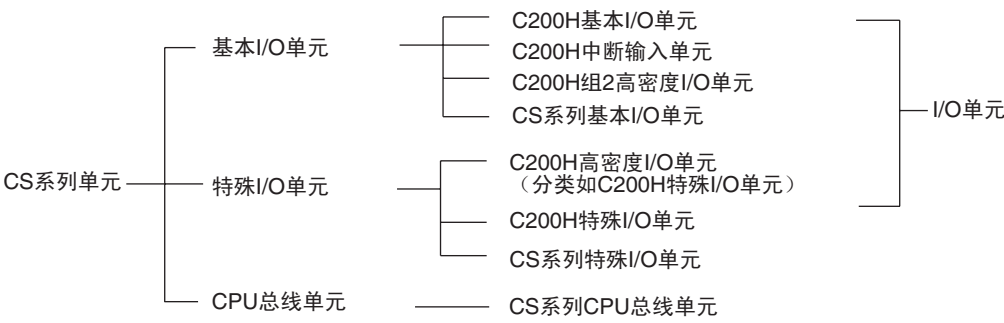 C200H基本I/O单元
基本I/O单元
C200H中断输入单元
C200H组2高密度I/O单元
CS系列基本I/O单元
I/O单元
CS系列单元
特殊I/O单元
C200H高密度I/O单元
（分类如C200H特殊I/O单元）
C200H特殊I/O单元
CS系列特殊I/O单元
CPU总线单元
CS系列CPU总线单元